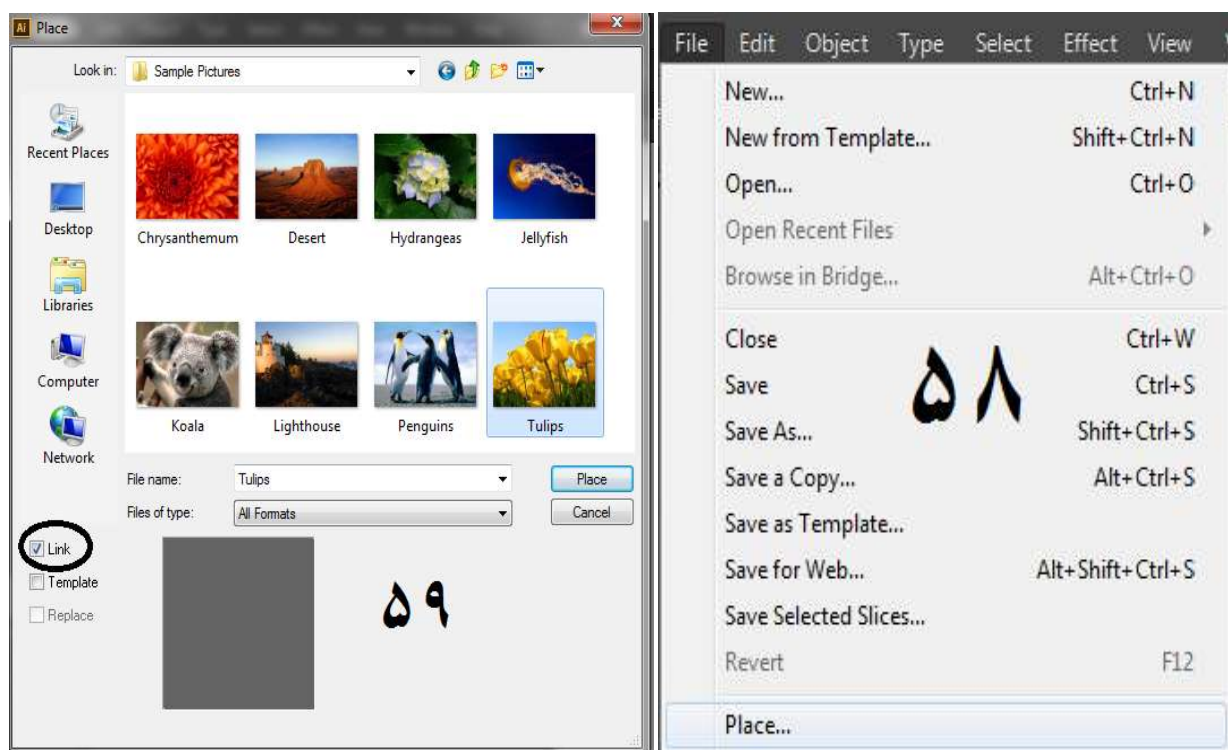 Ai Place
Look in: Sample Pictures
Recent Places
Desktop
Libraries
Computer
Network
Chrysanthemum Desert Hydrangeas Jellyfish
Koala Lighthouse Penguins Tulips
File name: Tulips Place
Files of type: All Formats Cancel
Link
Template
Replace
۵۹
File Edit Object Type Select Effect View
New... Ctrl+N
New from Template... Shift+Ctrl+N
Open... Ctrl+O
Open Recent Files
Browse in Bridge... Alt+Ctrl+O
Close Ctrl+W
Save Ctrl+S
Save As... Shift+Ctrl+S
Save a Copy... Alt+Ctrl+S
Save as Template...
Save for Web... Alt+Shift+Ctrl+S
Save Selected Slices...
Revert F12
Place...
۵۸